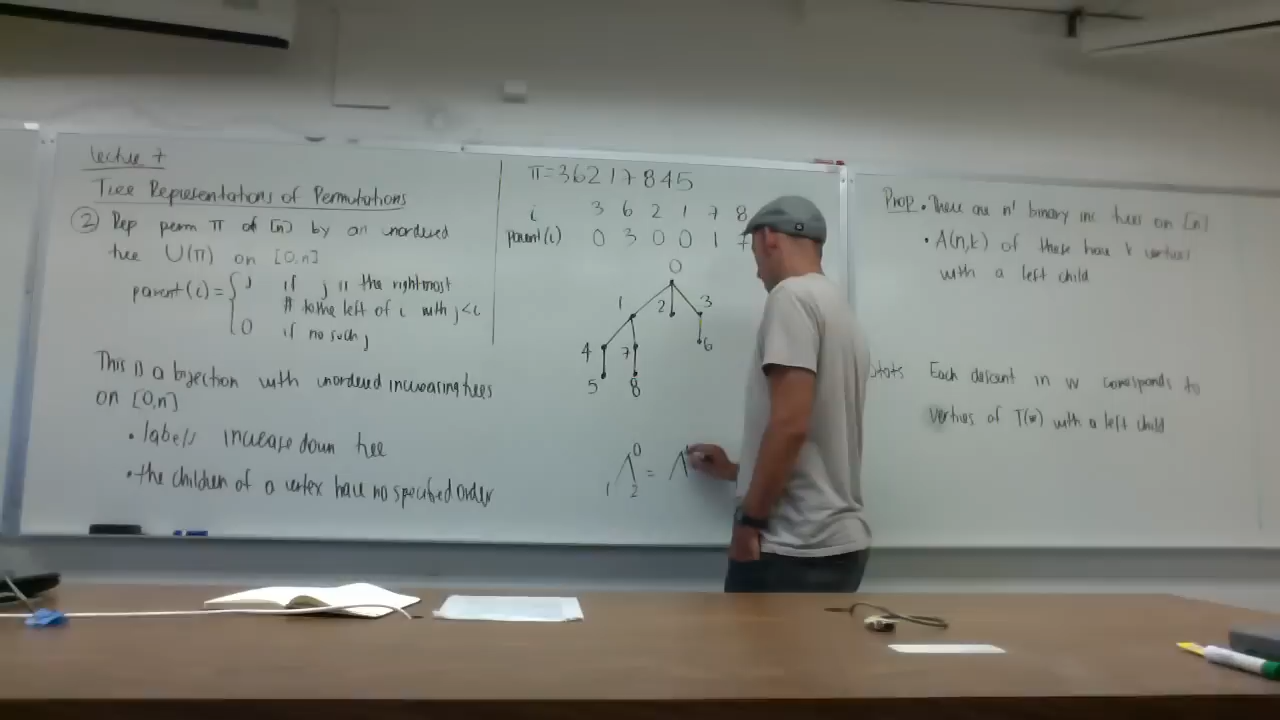 Lecture 7
Tree Representations of Permutations
② Rep perm π of [n] by an unordered
tree U(π) on [0,n]
parent(i) = { j if j is the rightmost
# to the left of i with j<i
0 if no such j
This is a bijection with unordered increasing trees
on [0,n]
• labels increase down tree
• the children of a vertex have no specified order
π = 36217845
i 3 6 2 1 7 8
parent(i) 0 3 0 0 1 7
0
1 2 3
4 7 6
5 8
0
1 2 =
Prop. • There are n! binary inc trees on [n]
• A(n,k) of these have k vertices
with a left child
Each descent in w corresponds to
vertices of T(w) with a left child